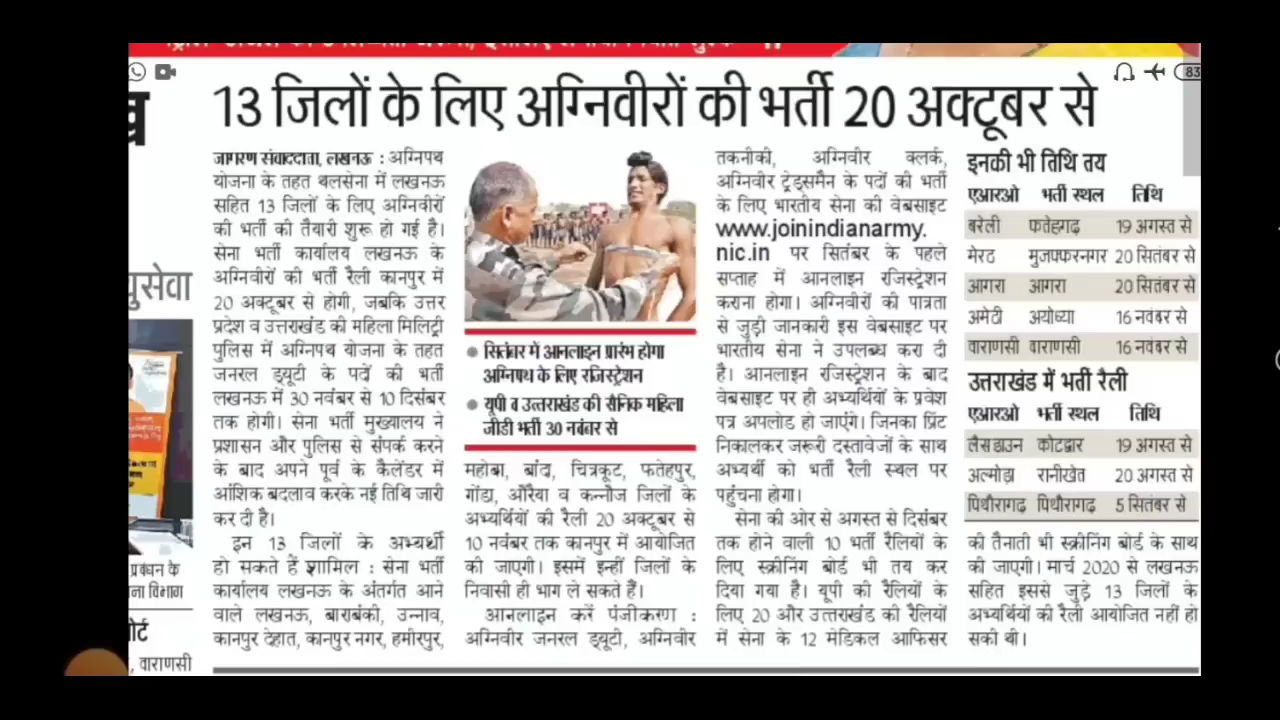 13 जिलों के लिए अग्निवीरों की भर्ती 20 अक्टूबर से
जागरण संवाददाता, लखनऊ : अग्निपथ
योजना के तहत थलसेना में लखनऊ
सहित 13 जिलों के लिए अग्निवीरों
की भर्ती की तैयारी शुरू हो गई है।
सेना भर्ती कार्यालय लखनऊ के
अग्निवीरों की भर्ती रैली कानपुर में
20 अक्टूबर से होगी, जबकि उत्तर
प्रदेश व उत्तराखंड की महिला मिलिट्री
पुलिस में अग्निपथ योजना के तहत
जनरल ड्यूटी के पदों की भर्ती
लखनऊ में 30 नवंबर से 10 दिसंबर
तक होगी। सेना भर्ती मुख्यालय ने
प्रशासन और पुलिस से संपर्क करने
के बाद अपने पूर्व के कैलेंडर में
आंशिक बदलाव करके नई तिथि जारी
कर दी है।
इन 13 जिलों के अभ्यर्थी
हो सकते हैं शामिल : सेना भर्ती
कार्यालय लखनऊ के अंतर्गत आने
वाले लखनऊ, बाराबंकी, उन्नाव,
कानपुर देहात, कानपुर नगर, हमीरपुर,
सितंबर में आनलाइन प्रारंभ होगा
अग्निपथ के लिए रजिस्ट्रेशन
यूपी व उत्तराखंड की सैनिक महिला
जीडी भर्ती 30 नवंबर से
महोबा, बांदा, चित्रकूट, फतेहपुर,
गोंडा, औरैया व कन्नौज जिलों के
अभ्यर्थियों की रैली 20 अक्टूबर से
10 नवंबर तक कानपुर में आयोजित
की जाएगी। इसमें इन्हीं जिलों के
निवासी ही भाग ले सकते हैं।
आनलाइन करें पंजीकरण :
अग्निवीर जनरल ड्यूटी, अग्निवीर
तकनीकी, अग्निवीर क्लर्क,
अग्निवीर ट्रेड्समैन के पदों की भर्ती
के लिए भारतीय सेना की वेबसाइट
www.joinindianarmy.
nic.in पर सितंबर के पहले
सप्ताह में आनलाइन रजिस्ट्रेशन
कराना होगा। अग्निवीरों की पात्रता
से जुड़ी जानकारी इस वेबसाइट पर
भारतीय सेना ने उपलब्ध करा दी
है। आनलाइन रजिस्ट्रेशन के बाद
वेबसाइट पर ही अभ्यर्थियों के प्रवेश
पत्र अपलोड हो जाएंगे। जिनका प्रिंट
निकालकर जरूरी दस्तावेजों के साथ
अभ्यर्थी को भर्ती रैली स्थल पर
पहुंचना होगा।
सेना की ओर से अगस्त से दिसंबर
तक होने वाली 10 भर्ती रैलियों के
लिए स्क्रीनिंग बोर्ड भी तय कर
दिया गया है। यूपी की रैलियों के
लिए 20 और उत्तराखंड की रैलियों
में सेना के 12 मेडिकल आफिसर
इनकी भी तिथि तय
एआरओ भर्ती स्थल तिथि
बरेली फतेहगढ़ 19 अगस्त से
मेरठ मुजफ्फरनगर 20 सितंबर से
आगरा आगरा 20 सितंबर से
अमेठी अयोध्या 16 नवंबर से
वाराणसी वाराणसी 16 नवंबर से
उत्तराखंड में भर्ती रैली
एआरओ भर्ती स्थल तिथि
लैंसडाउन कोटद्वार 19 अगस्त से
अल्मोड़ा रानीखेत 20 अगस्त से
पिथौरागढ़ पिथौरागढ़ 5 सितंबर से
की तैनाती भी स्क्रीनिंग बोर्ड के साथ
की जाएगी। मार्च 2020 से लखनऊ
सहित इससे जुड़े 13 जिलों के
अभ्यर्थियों की रैली आयोजित नहीं हो
सकी थी।
युसेवा
प्रबंधन के
ना विभाग
र्ट
, वाराणसी
83